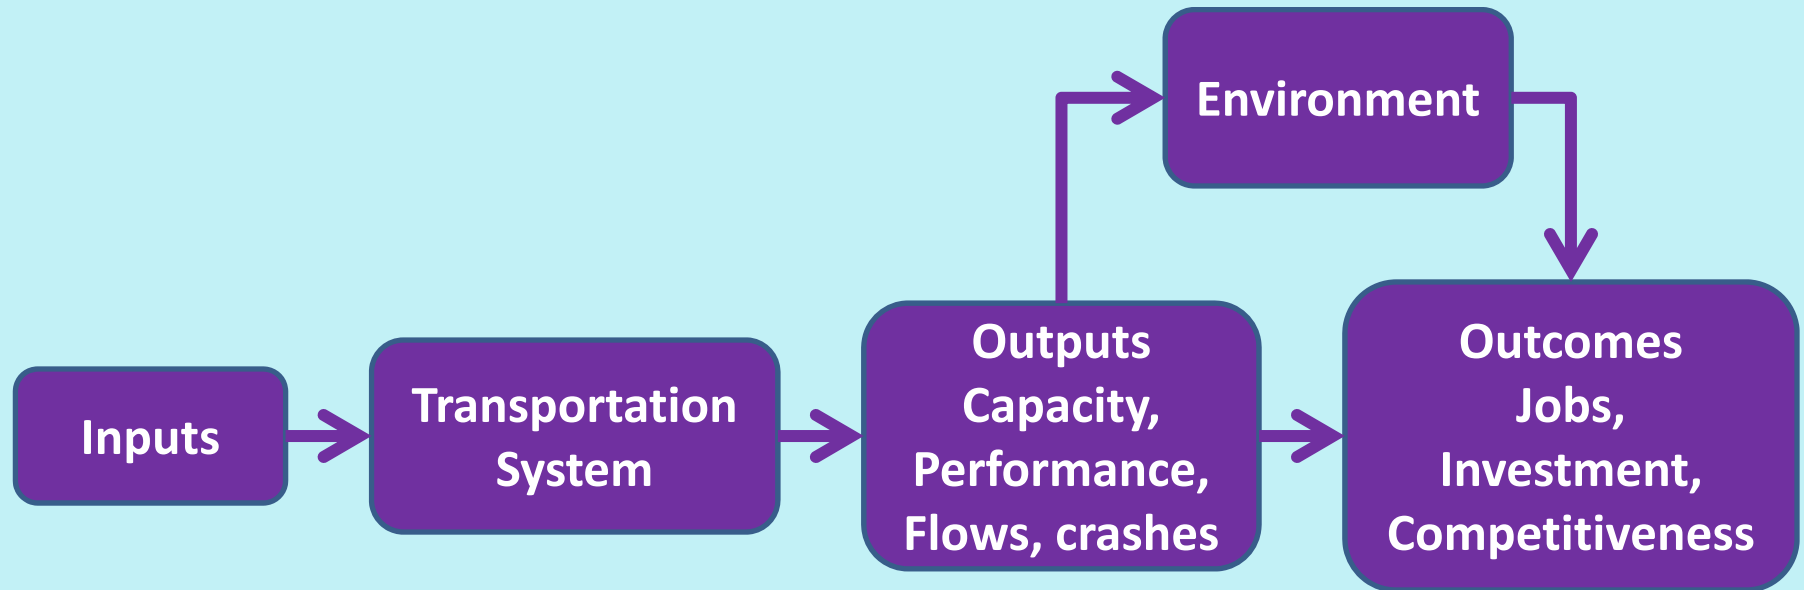 Environment
Inputs
Transportation
System
Outputs
Capacity,
Performance,
Flows, crashes
Outcomes
Jobs,
Investment,
Competitiveness